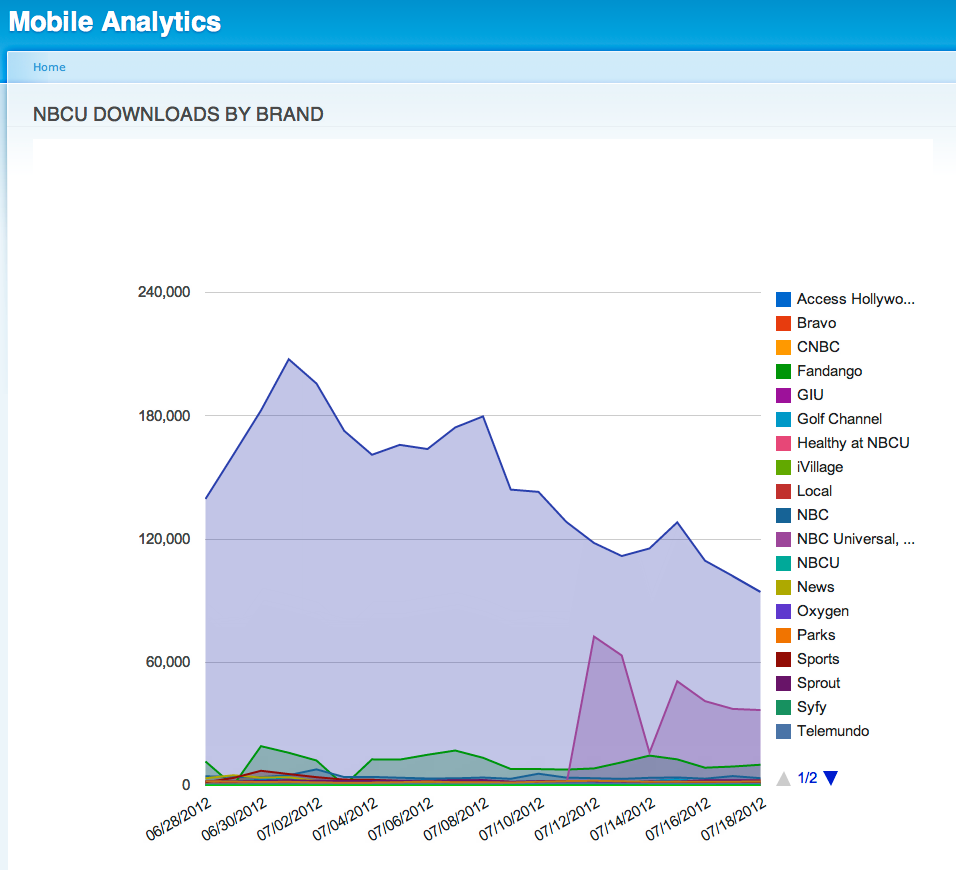 Mobile Analytics
Home
NBCU DOWNLOADS BY BRAND
240,000
180,000
120,000
60,000
0
06/28/2012
06/30/2012
07/02/2012
07/04/2012
07/06/2012
07/08/2012
07/10/2012
07/12/2012
07/14/2012
07/16/2012
07/18/2012
Access Hollywo...
Bravo
CNBC
Fandango
GIU
Golf Channel
Healthy at NBCU
iVillage
Local
NBC
NBC Universal, ...
NBCU
News
Oxygen
Parks
Sports
Sprout
Syfy
Telemundo
1/2